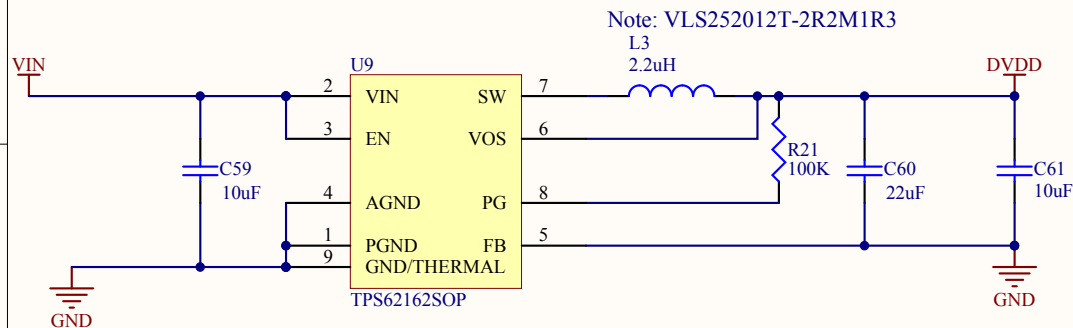 Note: VLS252012T-2R2M1R3
L3
2.2uH
VIN
U9
DVDD
2 VIN SW 7
3 EN VOS 6
R21
100K
C59
10uF
C60
22uF
C61
10uF
4 AGND PG 8
1 PGND FB 5
9 GND/THERMAL
TPS62162SOP
GND
GND